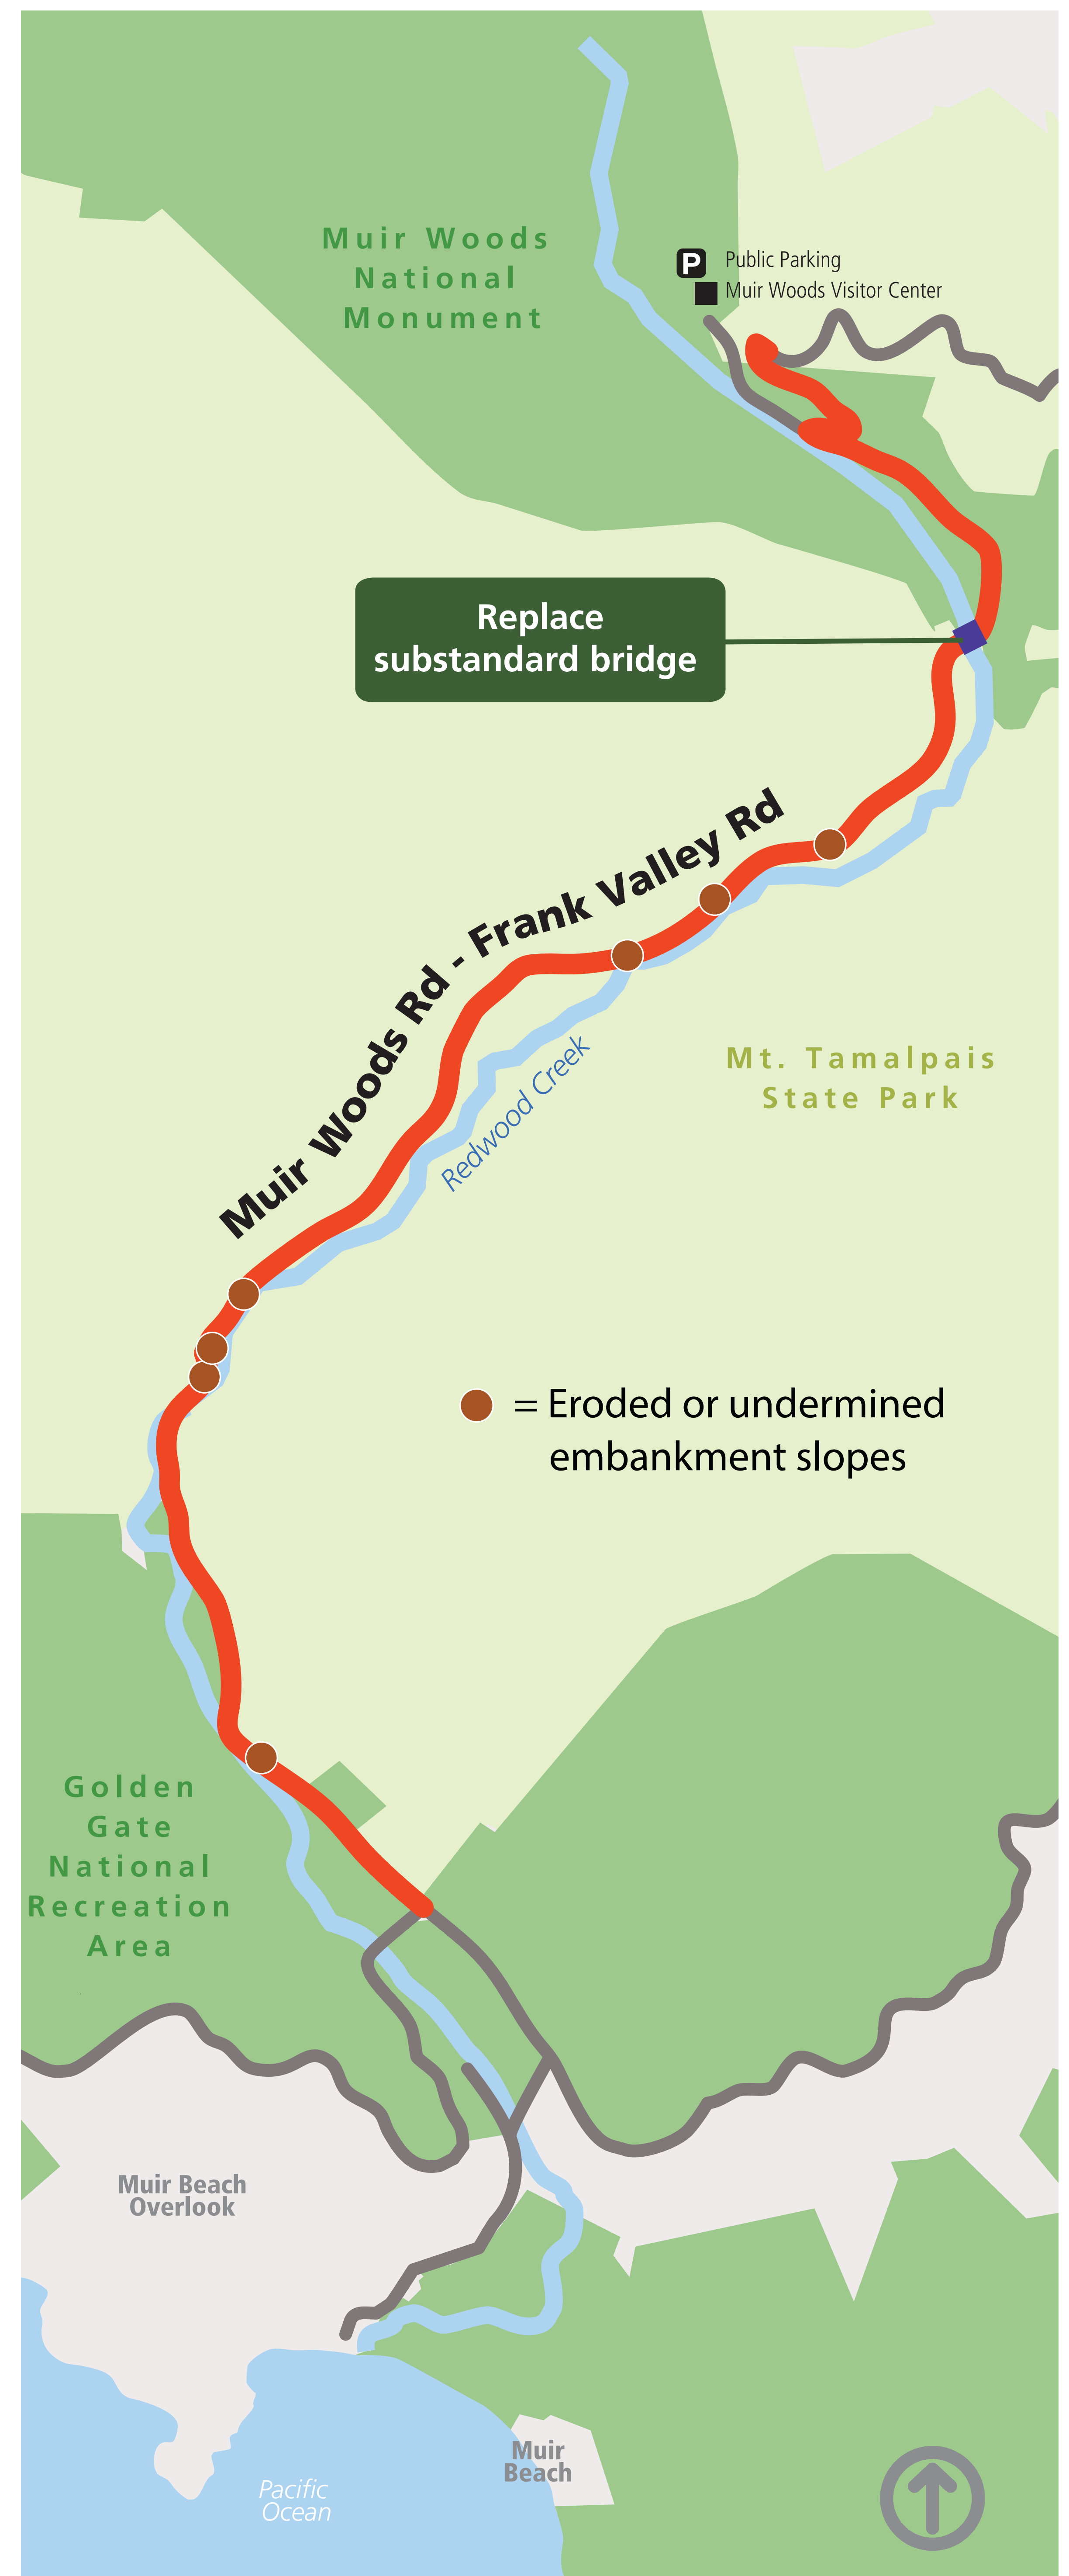 Muir Woods
National
Monument
P Public Parking
Muir Woods Visitor Center
Replace
substandard bridge
Muir Woods Rd - Frank Valley Rd
Redwood Creek
Mt. Tamalpais
State Park
= Eroded or undermined
embankment slopes
Golden
Gate
National
Recreation
Area
Muir Beach
Overlook
Muir
Beach
Pacific
Ocean